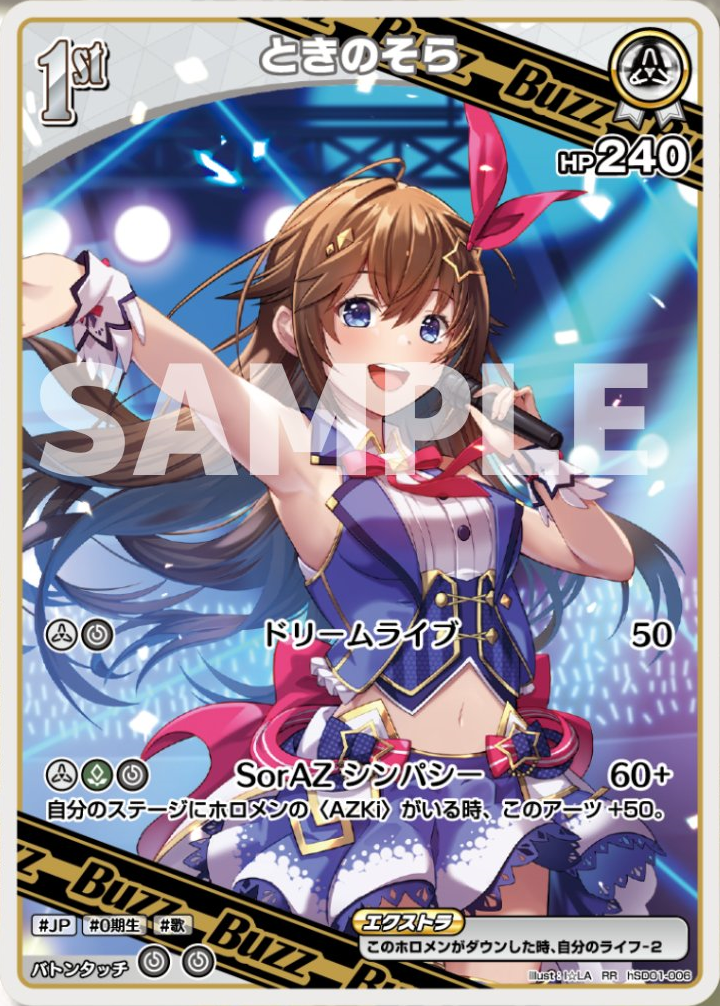 1st
ときのそら
Buzz Buzz Buzz
HP 240
SAMPLE
ドリームライブ 50
SorAZ シンパシー 60+
自分のステージにホロメンの〈AZKi〉がいる時、このアーツ+50。
Buzz Buzz
#JP #0期生 #歌
エクストラ
このホロメンがダウンした時、自分のライフ-2
バトンタッチ
Illust：I☆LA RR hSD01-006